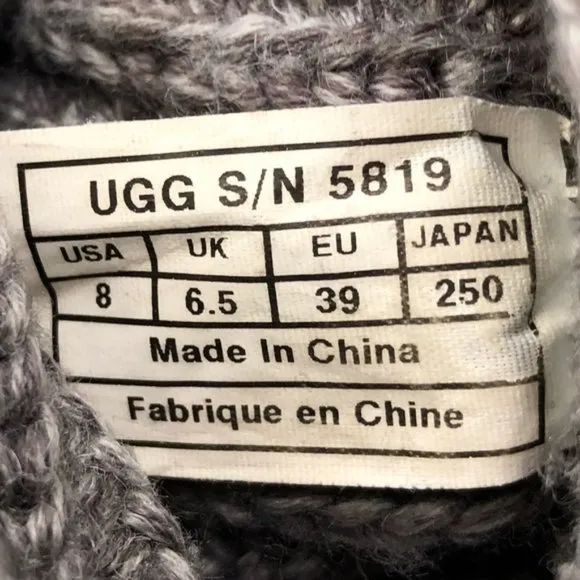 UGG S/N 5819
USA UK EU JAPAN
8 6.5 39 250
Made In China
Fabrique en Chine